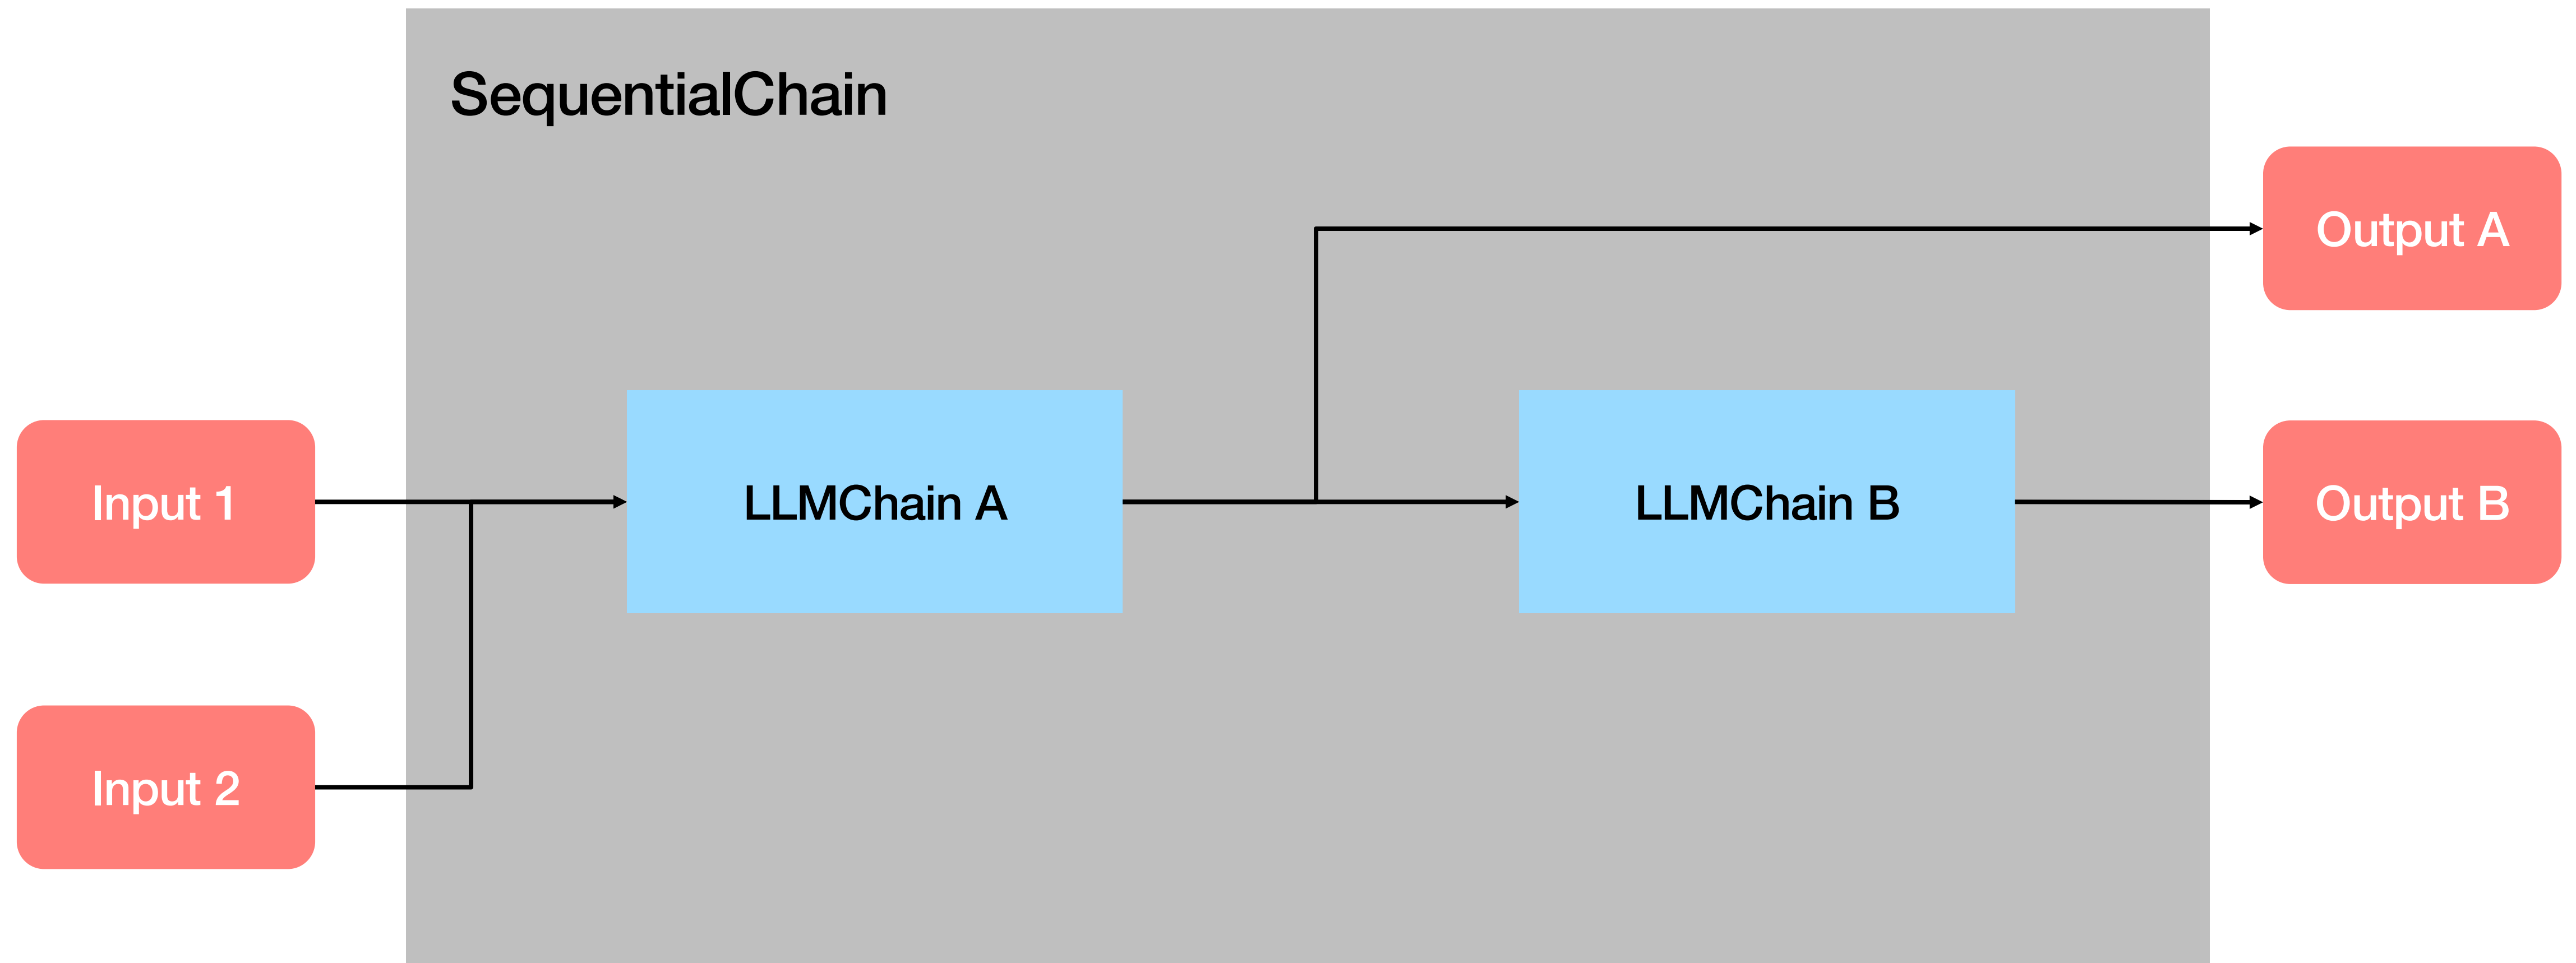 SequentialChain
Output A
Input 1
LLMChain A
LLMChain B
Output B
Input 2